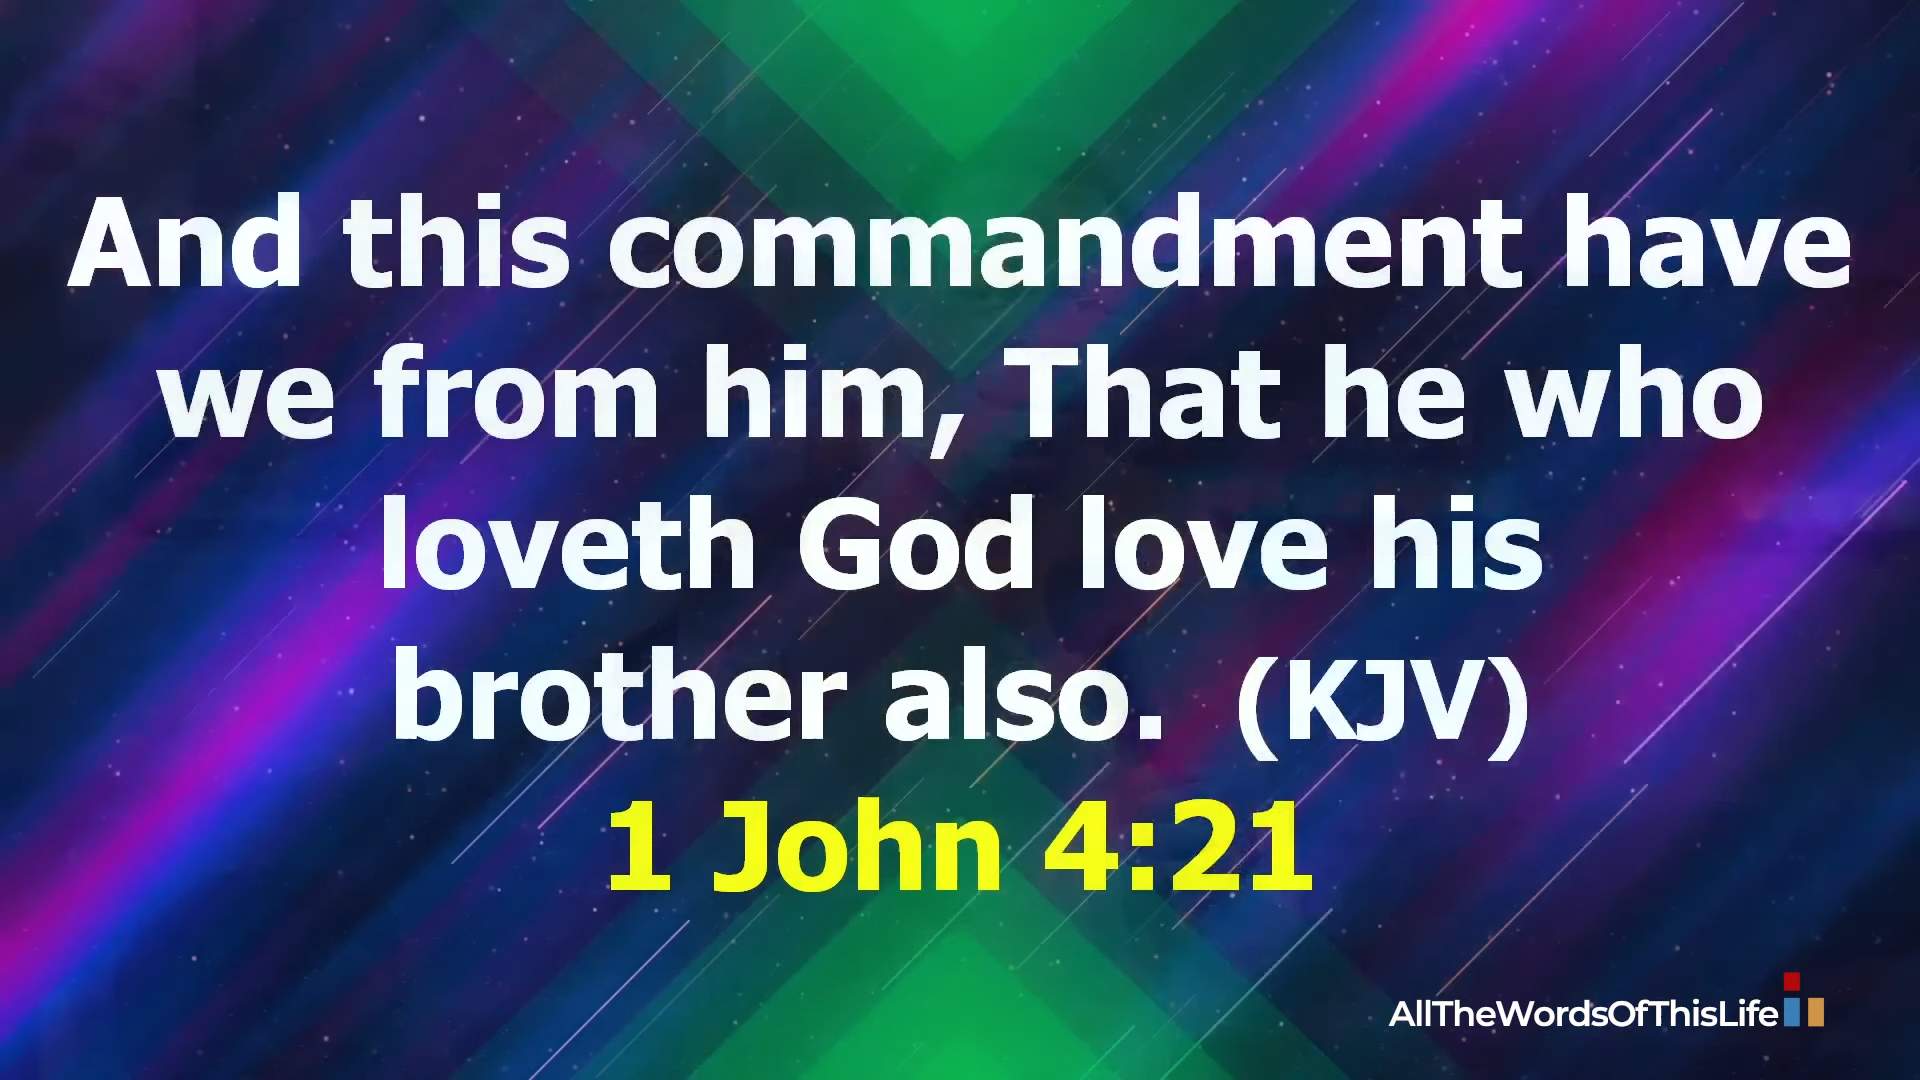 And this commandment have
we from him, That he who
loveth God love his
brother also.  (KJV)
1 John 4:21
AllTheWordsOfThisLife